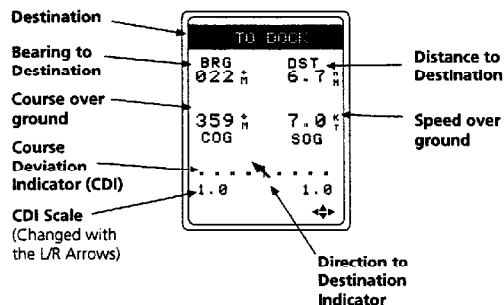 Destination
TO DOCK
Bearing to
Destination
BRG
022 ° M
DST
6.7 n M
Distance to
Destination
Course over
ground
359 ° M
COG
7.0 K T
SOG
Speed over
ground
Course
Deviation
Indicator (CDI)
1.0
1.0
CDI Scale
(Changed with
the L/R Arrows)
Direction to
Destination
Indicator